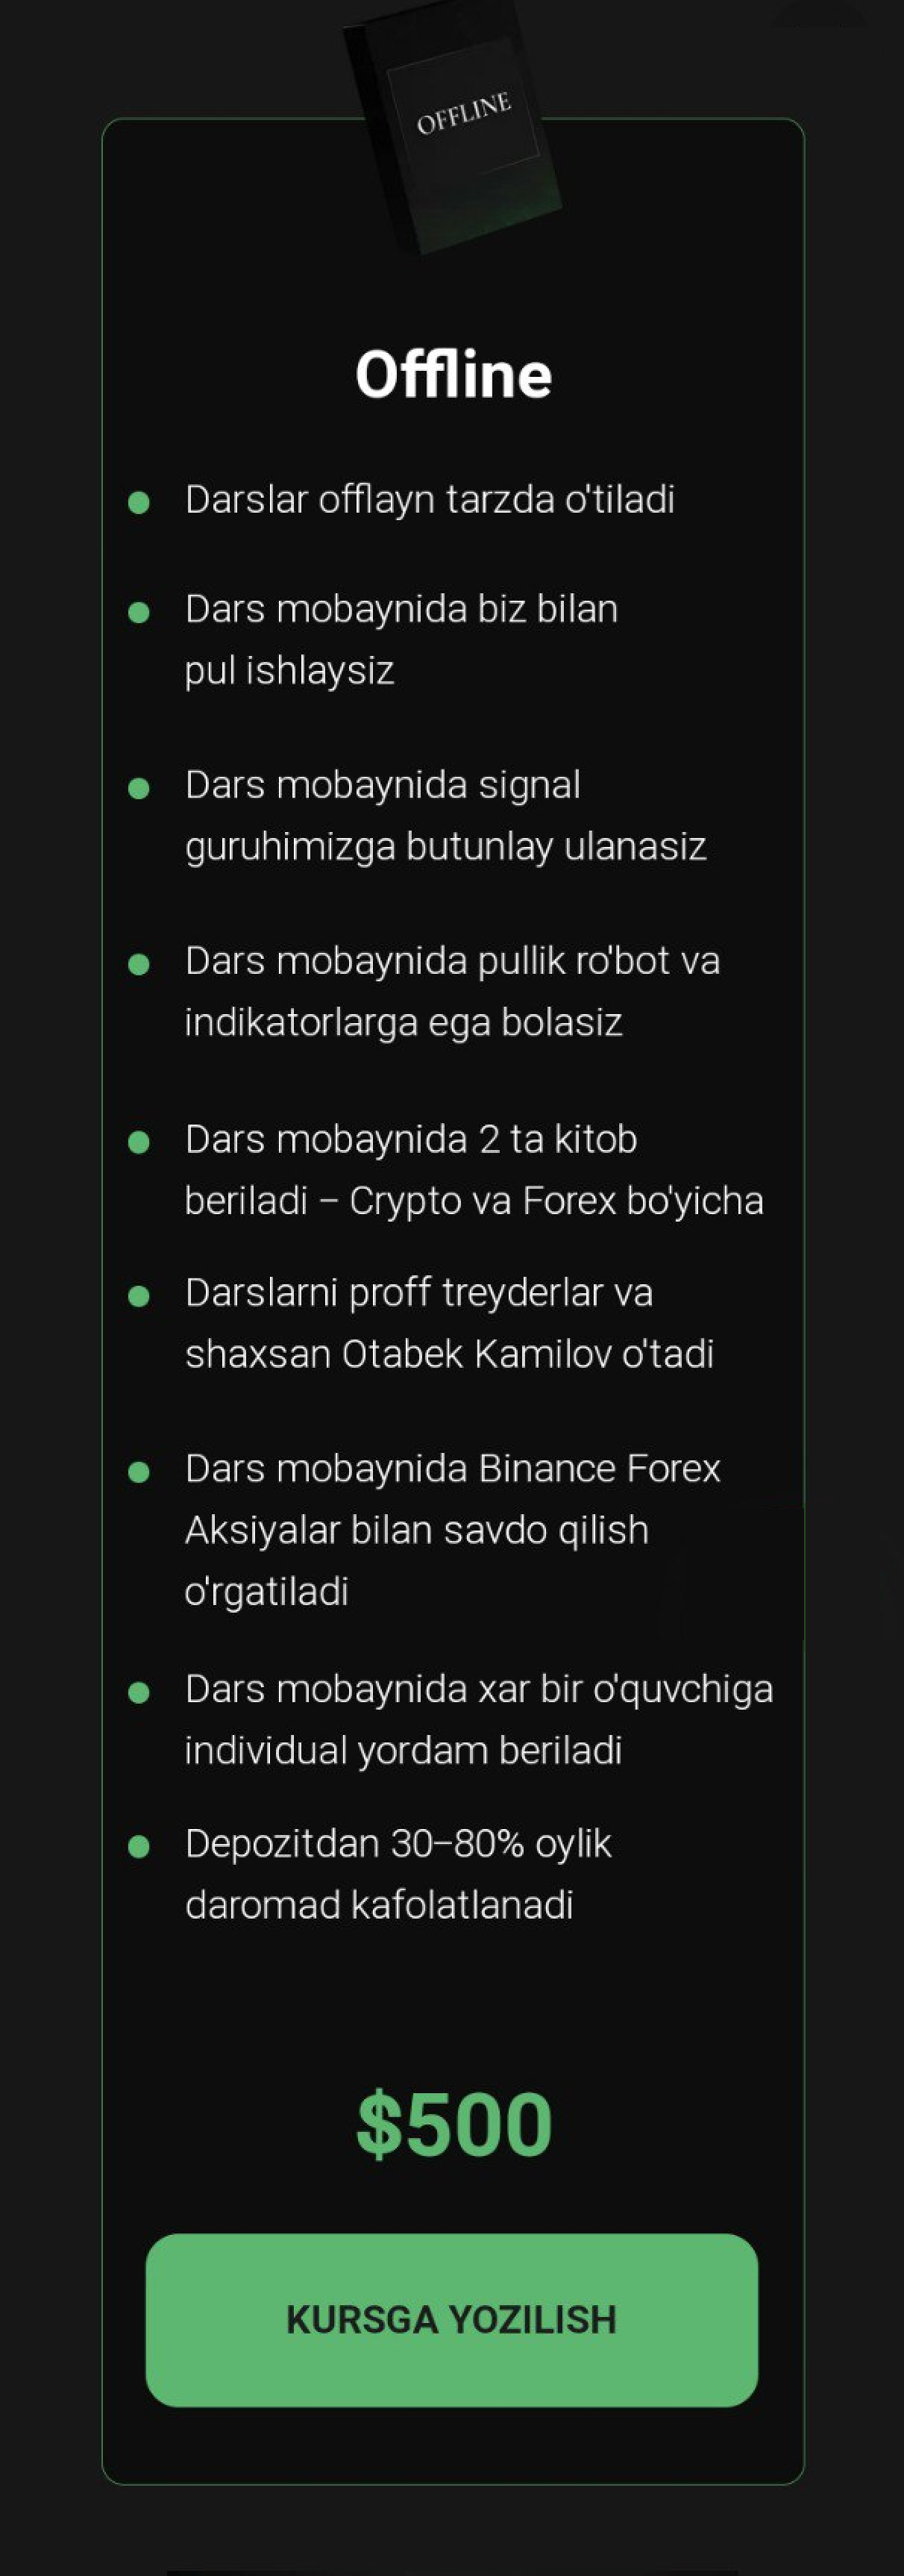 OFFLINE
Offline
Darslar offlayn tarzda o'tiladi
Dars mobaynida biz bilan
pul ishlaysiz
Dars mobaynida signal
guruhimizga butunlay ulanasiz
Dars mobaynida pullik ro'bot va
indikatorlarga ega bolasiz
Dars mobaynida 2 ta kitob
beriladi – Crypto va Forex bo'yicha
Darslarni proff treyderlar va
shaxsan Otabek Kamilov o'tadi
Dars mobaynida Binance Forex
Aksiyalar bilan savdo qilish
o'rgatiladi
Dars mobaynida xar bir o'quvchiga
individual yordam beriladi
Depozitdan 30–80% oylik
daromad kafolatlanadi
$500
KURSGA YOZILISH